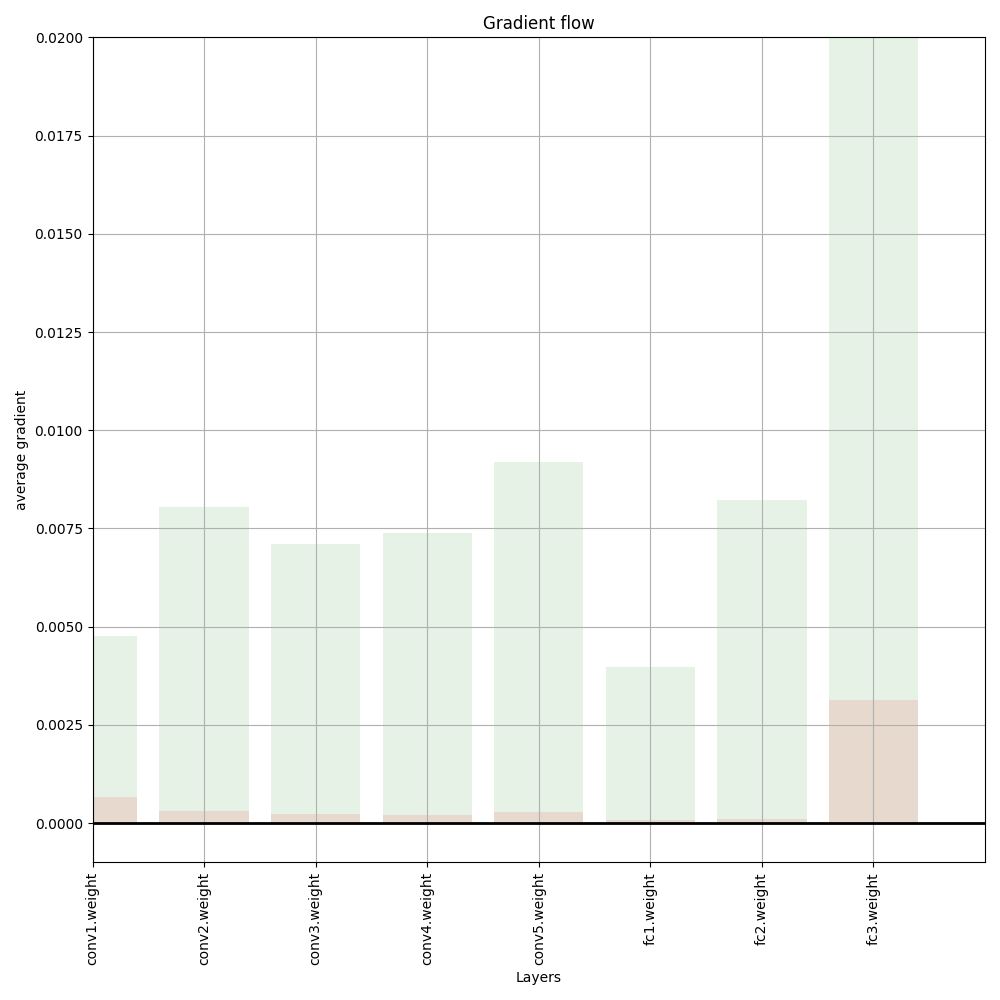 Gradient flow
0.0200
0.0175
0.0150
0.0125
0.0100
0.0075
0.0050
0.0025
0.0000
average gradient
conv1.weight
conv2.weight
conv3.weight
conv4.weight
conv5.weight
fc1.weight
fc2.weight
fc3.weight
Layers